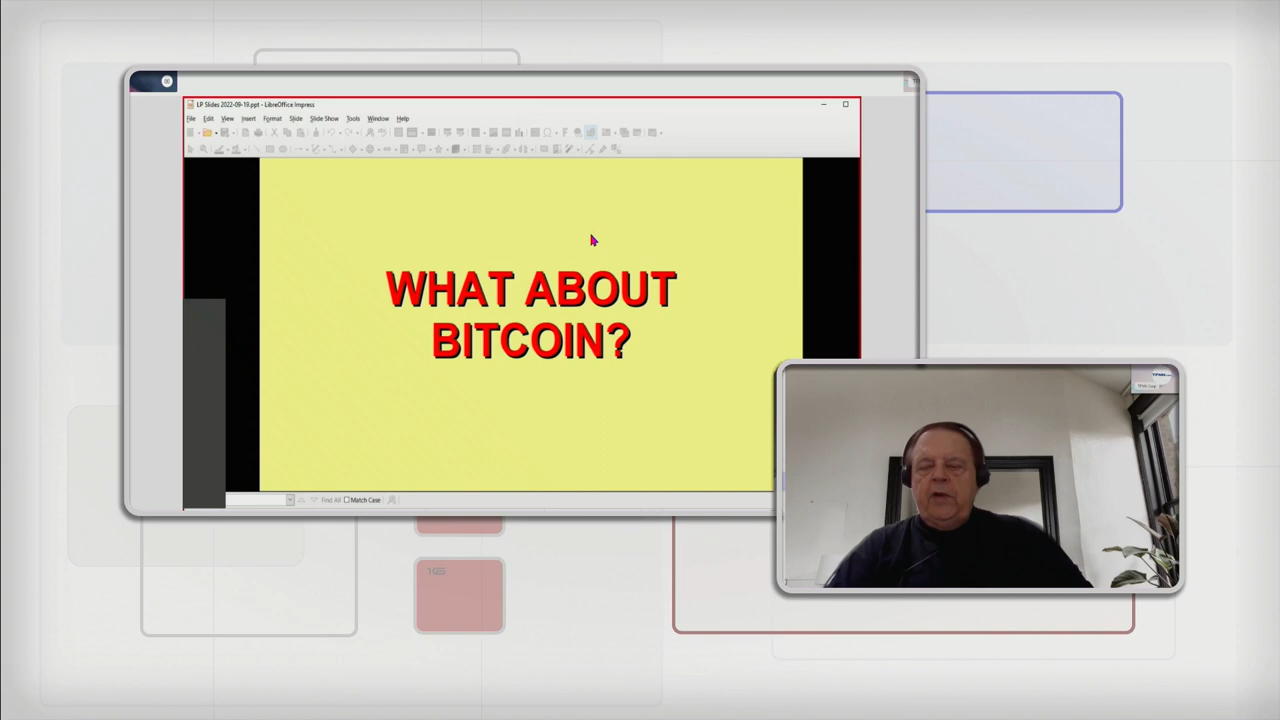 LP Slides 2022-09-19.ppt - LibreOffice Impress
File Edit View Insert Format Slide Slide Show Tools Window Help
WHAT ABOUT
BITCOIN?
Find All Match Case